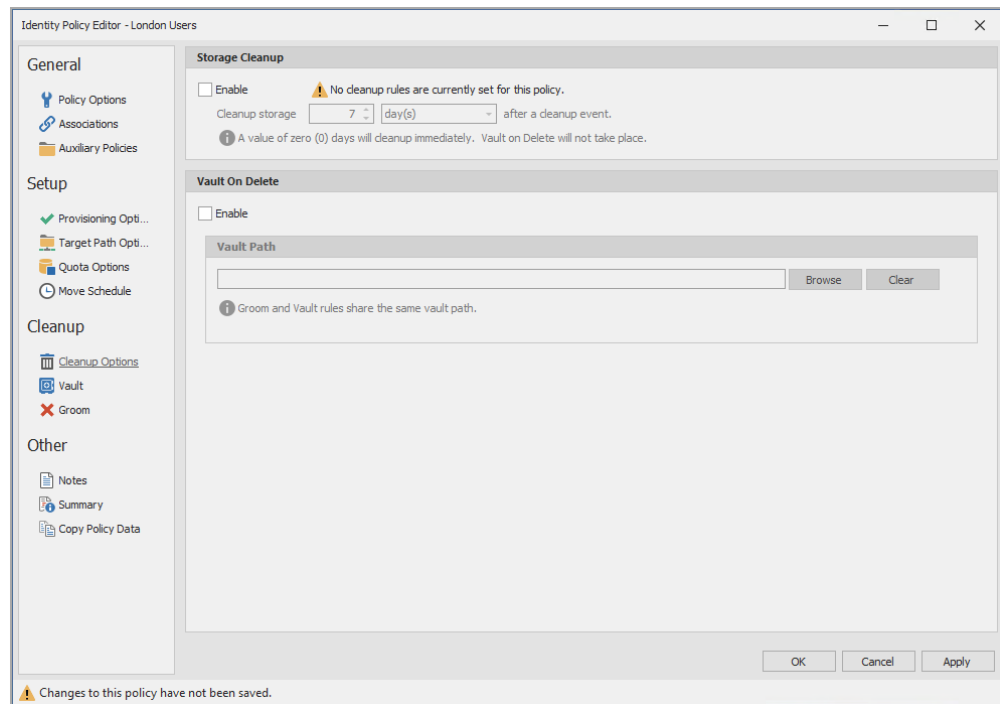 Identity Policy Editor - London Users
General
Policy Options
Associations
Auxiliary Policies
Setup
Provisioning Opti...
Target Path Opti...
Quota Options
Move Schedule
Cleanup
Cleanup Options
Vault
Groom
Other
Notes
Summary
Copy Policy Data
Storage Cleanup
Enable
No cleanup rules are currently set for this policy.
Cleanup storage 7 day(s) after a cleanup event.
A value of zero (0) days will cleanup immediately. Vault on Delete will not take place.
Vault On Delete
Enable
Vault Path
Browse Clear
Groom and Vault rules share the same vault path.
OK Cancel Apply
Changes to this policy have not been saved.